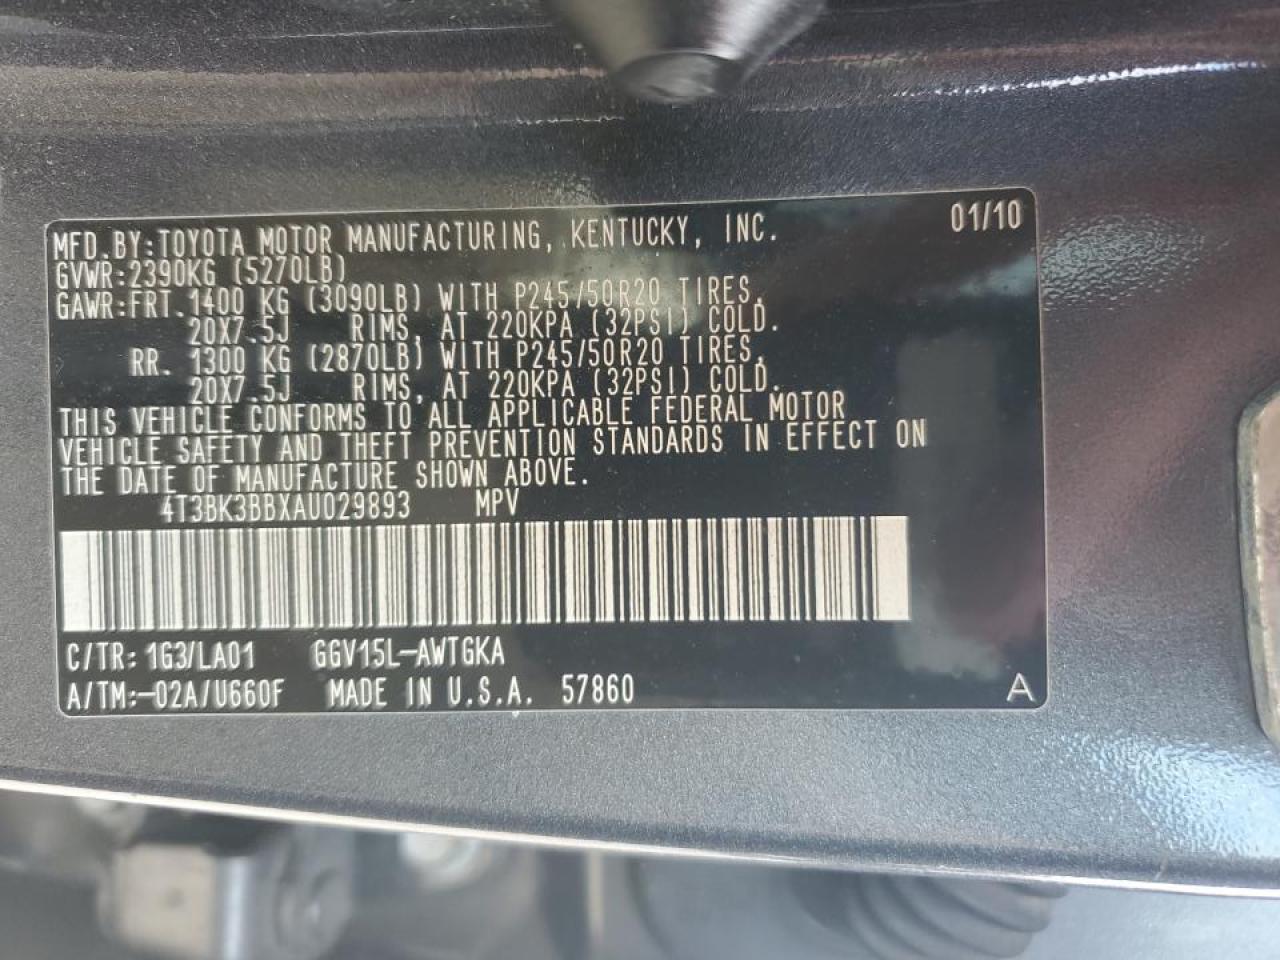 01/10
MFD.BY:TOYOTA MOTOR MANUFACTURING, KENTUCKY, INC.
GVWR:2390KG (5270LB)
GAWR:FRT.1400 KG (3090LB) WITH P245/50R20 TIRES,
20X7.5J RIMS, AT 220KPA (32PSI) COLD.
RR. 1300 KG (2870LB) WITH P245/50R20 TIRES,
20X7.5J RIMS, AT 220KPA (32PSI) COLD.
THIS VEHICLE CONFORMS TO ALL APPLICABLE FEDERAL MOTOR
VEHICLE SAFETY AND THEFT PREVENTION STANDARDS IN EFFECT ON
THE DATE OF MANUFACTURE SHOWN ABOVE.
4T3BK3BBXAU029893 MPV
C/TR:1G3/LA01 GGV15L-AWTGKA
A/TM:-02A/U660F MADE IN U.S.A. 57860
A